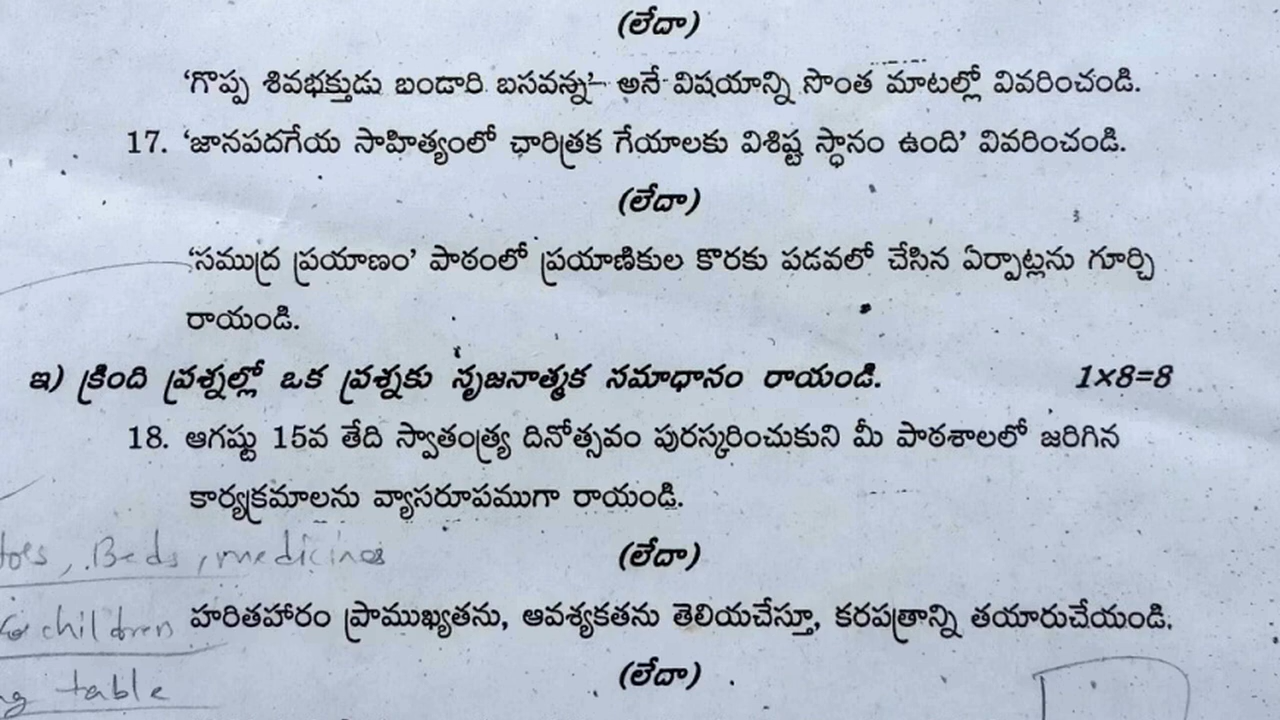 (లేదా)
‘గొప్ప శివభక్తుడు బండారి బసవన్న’– అనే విషయాన్ని సొంత మాటల్లో వివరించండి.
17. ‘జానపదగేయ సాహిత్యంలో చారిత్రక గేయాలకు విశిష్ట స్థానం ఉంది’ వివరించండి.
(లేదా)
‘సముద్ర ప్రయాణం’ పాఠంలో ప్రయాణికుల కొరకు పడవలో చేసిన ఏర్పాట్లను గూర్చి
రాయండి.
ఇ) క్రింది ప్రశ్నల్లో ఒక ప్రశ్నకు సృజనాత్మక సమాధానం రాయండి. 1×8=8
18. ఆగష్టు 15వ తేది స్వాతంత్ర్య దినోత్సవం పురస్కరించుకుని మీ పాఠశాలలో జరిగిన
కార్యక్రమాలను వ్యాసరూపముగా రాయండి.
, Beds, medicines
(లేదా)
children
హరితహారం ప్రాముఖ్యతను, ఆవశ్యకతను తెలియచేస్తూ, కరపత్రాన్ని తయారుచేయండి.
(లేదా)
table